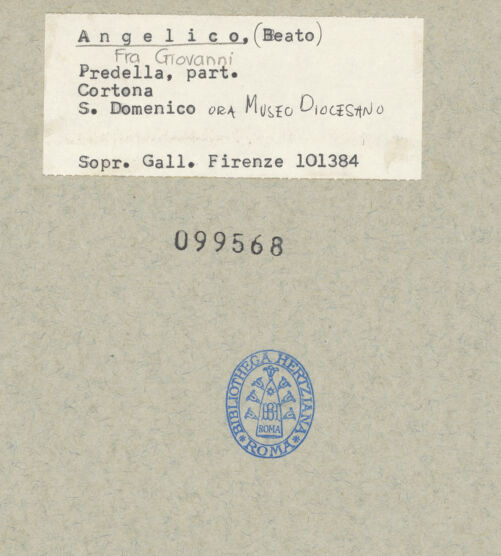 Angelico, (Beato)
Fra Giovanni
Predella, part.
Cortona
S. Domenico ORA MUSEO DIOCESANO
Sopr. Gall. Firenze 101384
099568
BIBLIOTHECA HERTZIANA
ROMA
* ROMA *